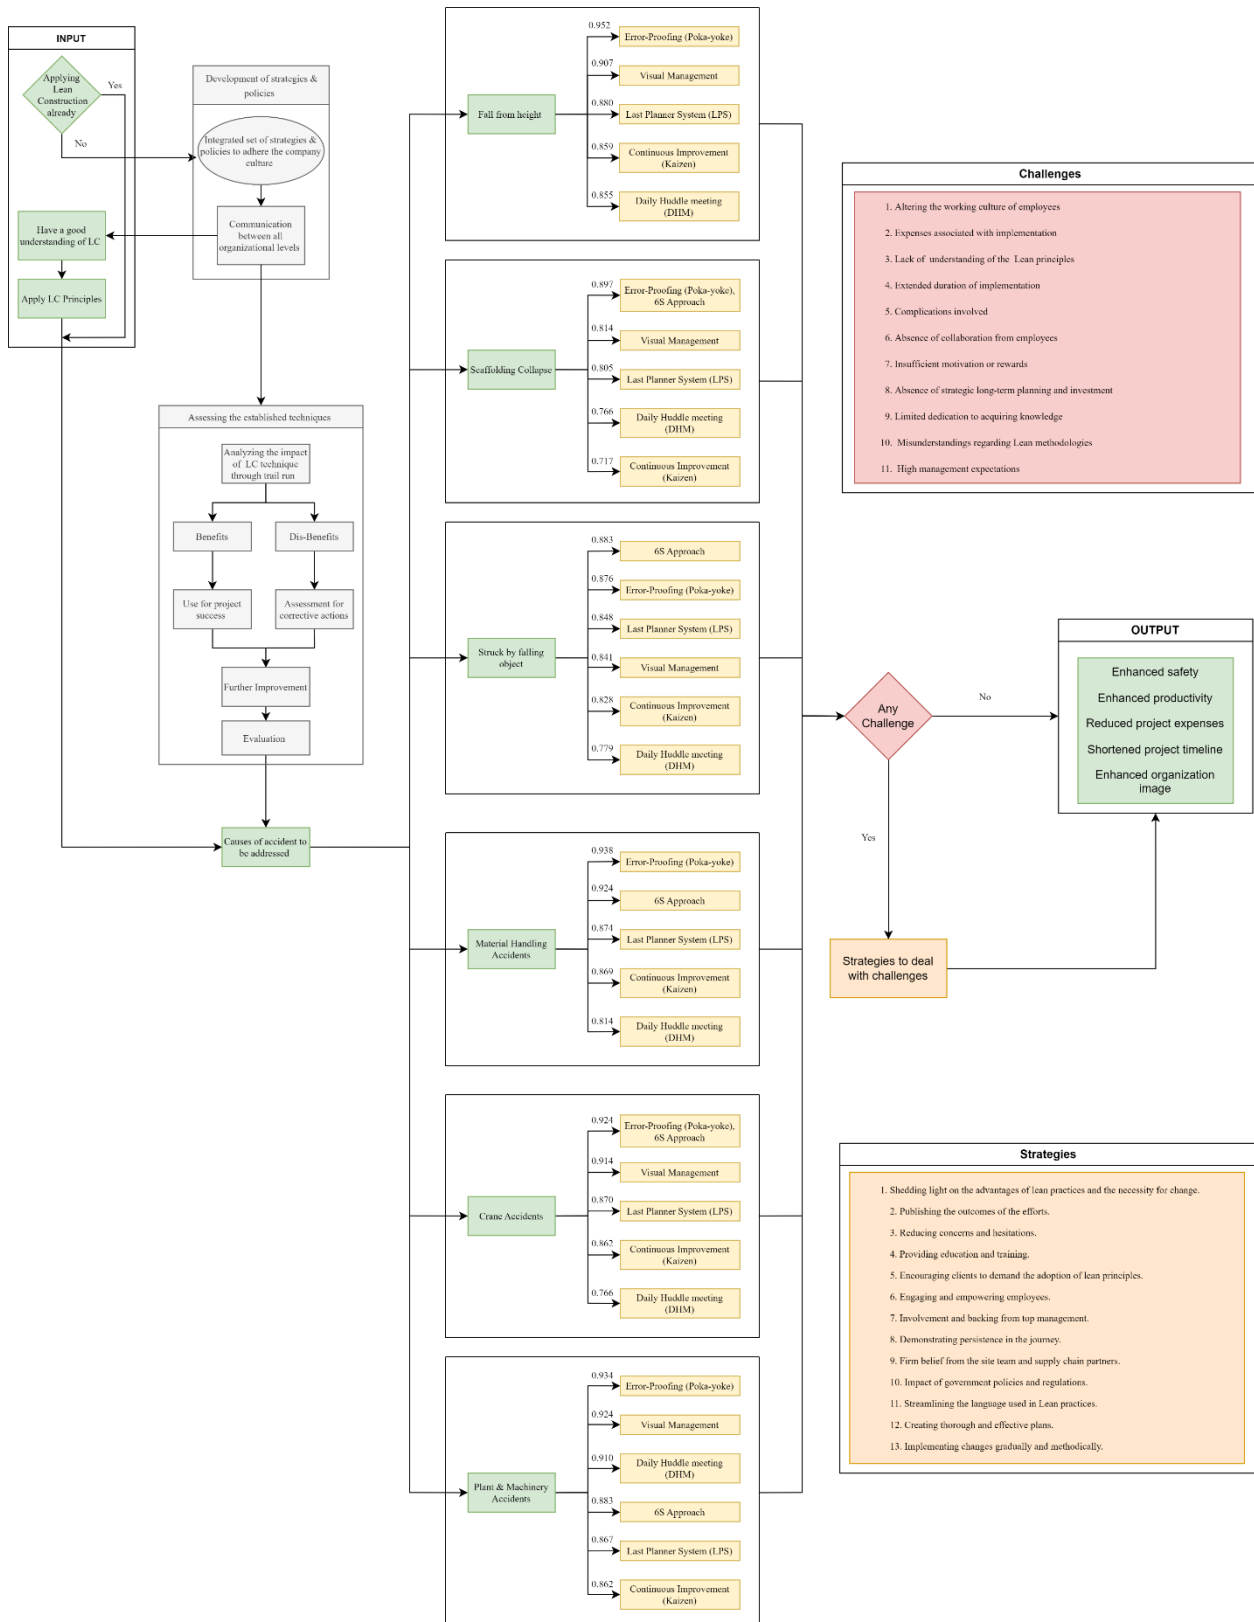 INPUT
Applying
Lean
Construction
already
Yes
No
Have a good
understanding of LC
Apply LC Principles
Development of strategies &
policies
Integrated set of strategies &
policies to adhere the company
culture
Communication
between all
organizational levels
Assessing the established techniques
Analyzing the impact
of LC technique
through trail run
Benefits
Dis-Benefits
Use for project
success
Assessment for
corrective actions
Further Improvement
Evaluation
Causes of accident to
be addressed
Fall from height
0.952
Error-Proofing (Poka-yoke)
0.907
Visual Management
0.880
Last Planner System (LPS)
0.859
Continuous Improvement
(Kaizen)
0.855
Daily Huddle meeting
(DHM)
Scaffolding Collapse
0.897
Error-Proofing (Poka-yoke),
6S Approach
0.814
Visual Management
0.805
Last Planner System (LPS)
0.766
Daily Huddle meeting
(DHM)
0.717
Continuous Improvement
(Kaizen)
Struck by falling
object
0.883
6S Approach
0.876
Error-Proofing (Poka-yoke)
0.848
Last Planner System (LPS)
0.841
Visual Management
0.828
Continuous Improvement
(Kaizen)
0.779
Daily Huddle meeting
(DHM)
Material Handling
Accidents
0.938
Error-Proofing (Poka-yoke)
0.924
6S Approach
0.874
Last Planner System (LPS)
0.869
Continuous Improvement
(Kaizen)
0.814
Daily Huddle meeting
(DHM)
Crane Accidents
0.924
Error-Proofing (Poka-yoke),
6S Approach
0.914
Visual Management
0.870
Last Planner System (LPS)
0.862
Continuous Improvement
(Kaizen)
0.766
Daily Huddle meeting
(DHM)
Plant & Machinery
Accidents
0.934
Error-Proofing (Poka-yoke)
0.924
Visual Management
0.910
Daily Huddle meeting
(DHM)
0.883
6S Approach
0.867
Last Planner System (LPS)
0.862
Continuous Improvement
(Kaizen)
Challenges
1. Altering the working culture of employees
2. Expenses associated with implementation
3. Lack of understanding of the Lean principles
4. Extended duration of implementation
5. Complications involved
6. Absence of collaboration from employees
7. Insufficient motivation or rewards
8. Absence of strategic long-term planning and investment
9. Limited dedication to acquiring knowledge
10. Misunderstandings regarding Lean methodologies
11. High management expectations
Any
Challenge
No
Yes
OUTPUT
Enhanced safety
Enhanced productivity
Reduced project expenses
Shortened project timeline
Enhanced organization
image
Strategies to deal
with challenges
Strategies
1. Shedding light on the advantages of lean practices and the necessity for change.
2. Publishing the outcomes of the efforts.
3. Reducing concerns and hesitations.
4. Providing education and training.
5. Encouraging clients to demand the adoption of lean principles.
6. Engaging and empowering employees.
7. Involvement and backing from top management.
8. Demonstrating persistence in the journey.
9. Firm belief from the site team and supply chain partners.
10. Impact of government policies and regulations.
11. Streamlining the language used in Lean practices.
12. Creating thorough and effective plans.
13. Implementing changes gradually and methodically.